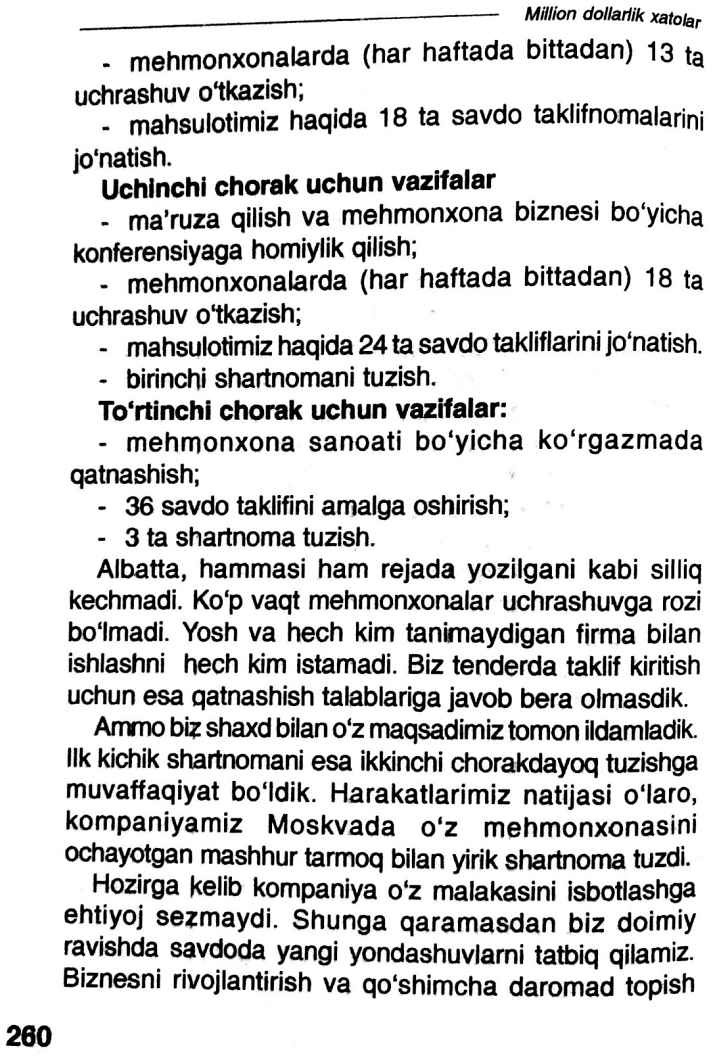 Million dollarlik xatolar
- mehmonxonalarda (har haftada bittadan) 13 ta
uchrashuv o‘tkazish;
- mahsulotimiz haqida 18 ta savdo taklifnomalarini
jo‘natish.
Uchinchi chorak uchun vazifalar
- ma’ruza qilish va mehmonxona biznesi bo‘yicha
konferensiyaga homiylik qilish;
- mehmonxonalarda (har haftada bittadan) 18 ta
uchrashuv o‘tkazish;
- mahsulotimiz haqida 24 ta savdo takliflarini jo‘natish.
- birinchi shartnomani tuzish.
To‘rtinchi chorak uchun vazifalar:
- mehmonxona sanoati bo‘yicha ko‘rgazmada
qatnashish;
- 36 savdo taklifini amalga oshirish;
- 3 ta shartnoma tuzish.
Albatta, hammasi ham rejada yozilgani kabi silliq
kechmadi. Ko‘p vaqt mehmonxonalar uchrashuvga rozi
bo‘lmadi. Yosh va hech kim tanimaydigan firma bilan
ishlashni hech kim istamadi. Biz tenderda taklif kiritish
uchun esa qatnashish talablariga javob bera olmasdik.
Ammo biz shaxd bilan o‘z maqsadimiz tomon ildamladik.
Ilk kichik shartnomani esa ikkinchi chorakdayoq tuzishga
muvaffaqiyat bo‘ldik. Harakatlarimiz natijasi o‘laro,
kompaniyamiz Moskvada o‘z mehmonxonasini
ochayotgan mashhur tarmoq bilan yirik shartnoma tuzdi.
Hozirga kelib kompaniya o‘z malakasini isbotlashga
ehtiyoj sezmaydi. Shunga qaramasdan biz doimiy
ravishda savdoda yangi yondashuvlarni tatbiq qilamiz.
Biznesni rivojlantirish va qo‘shimcha daromad topish
260